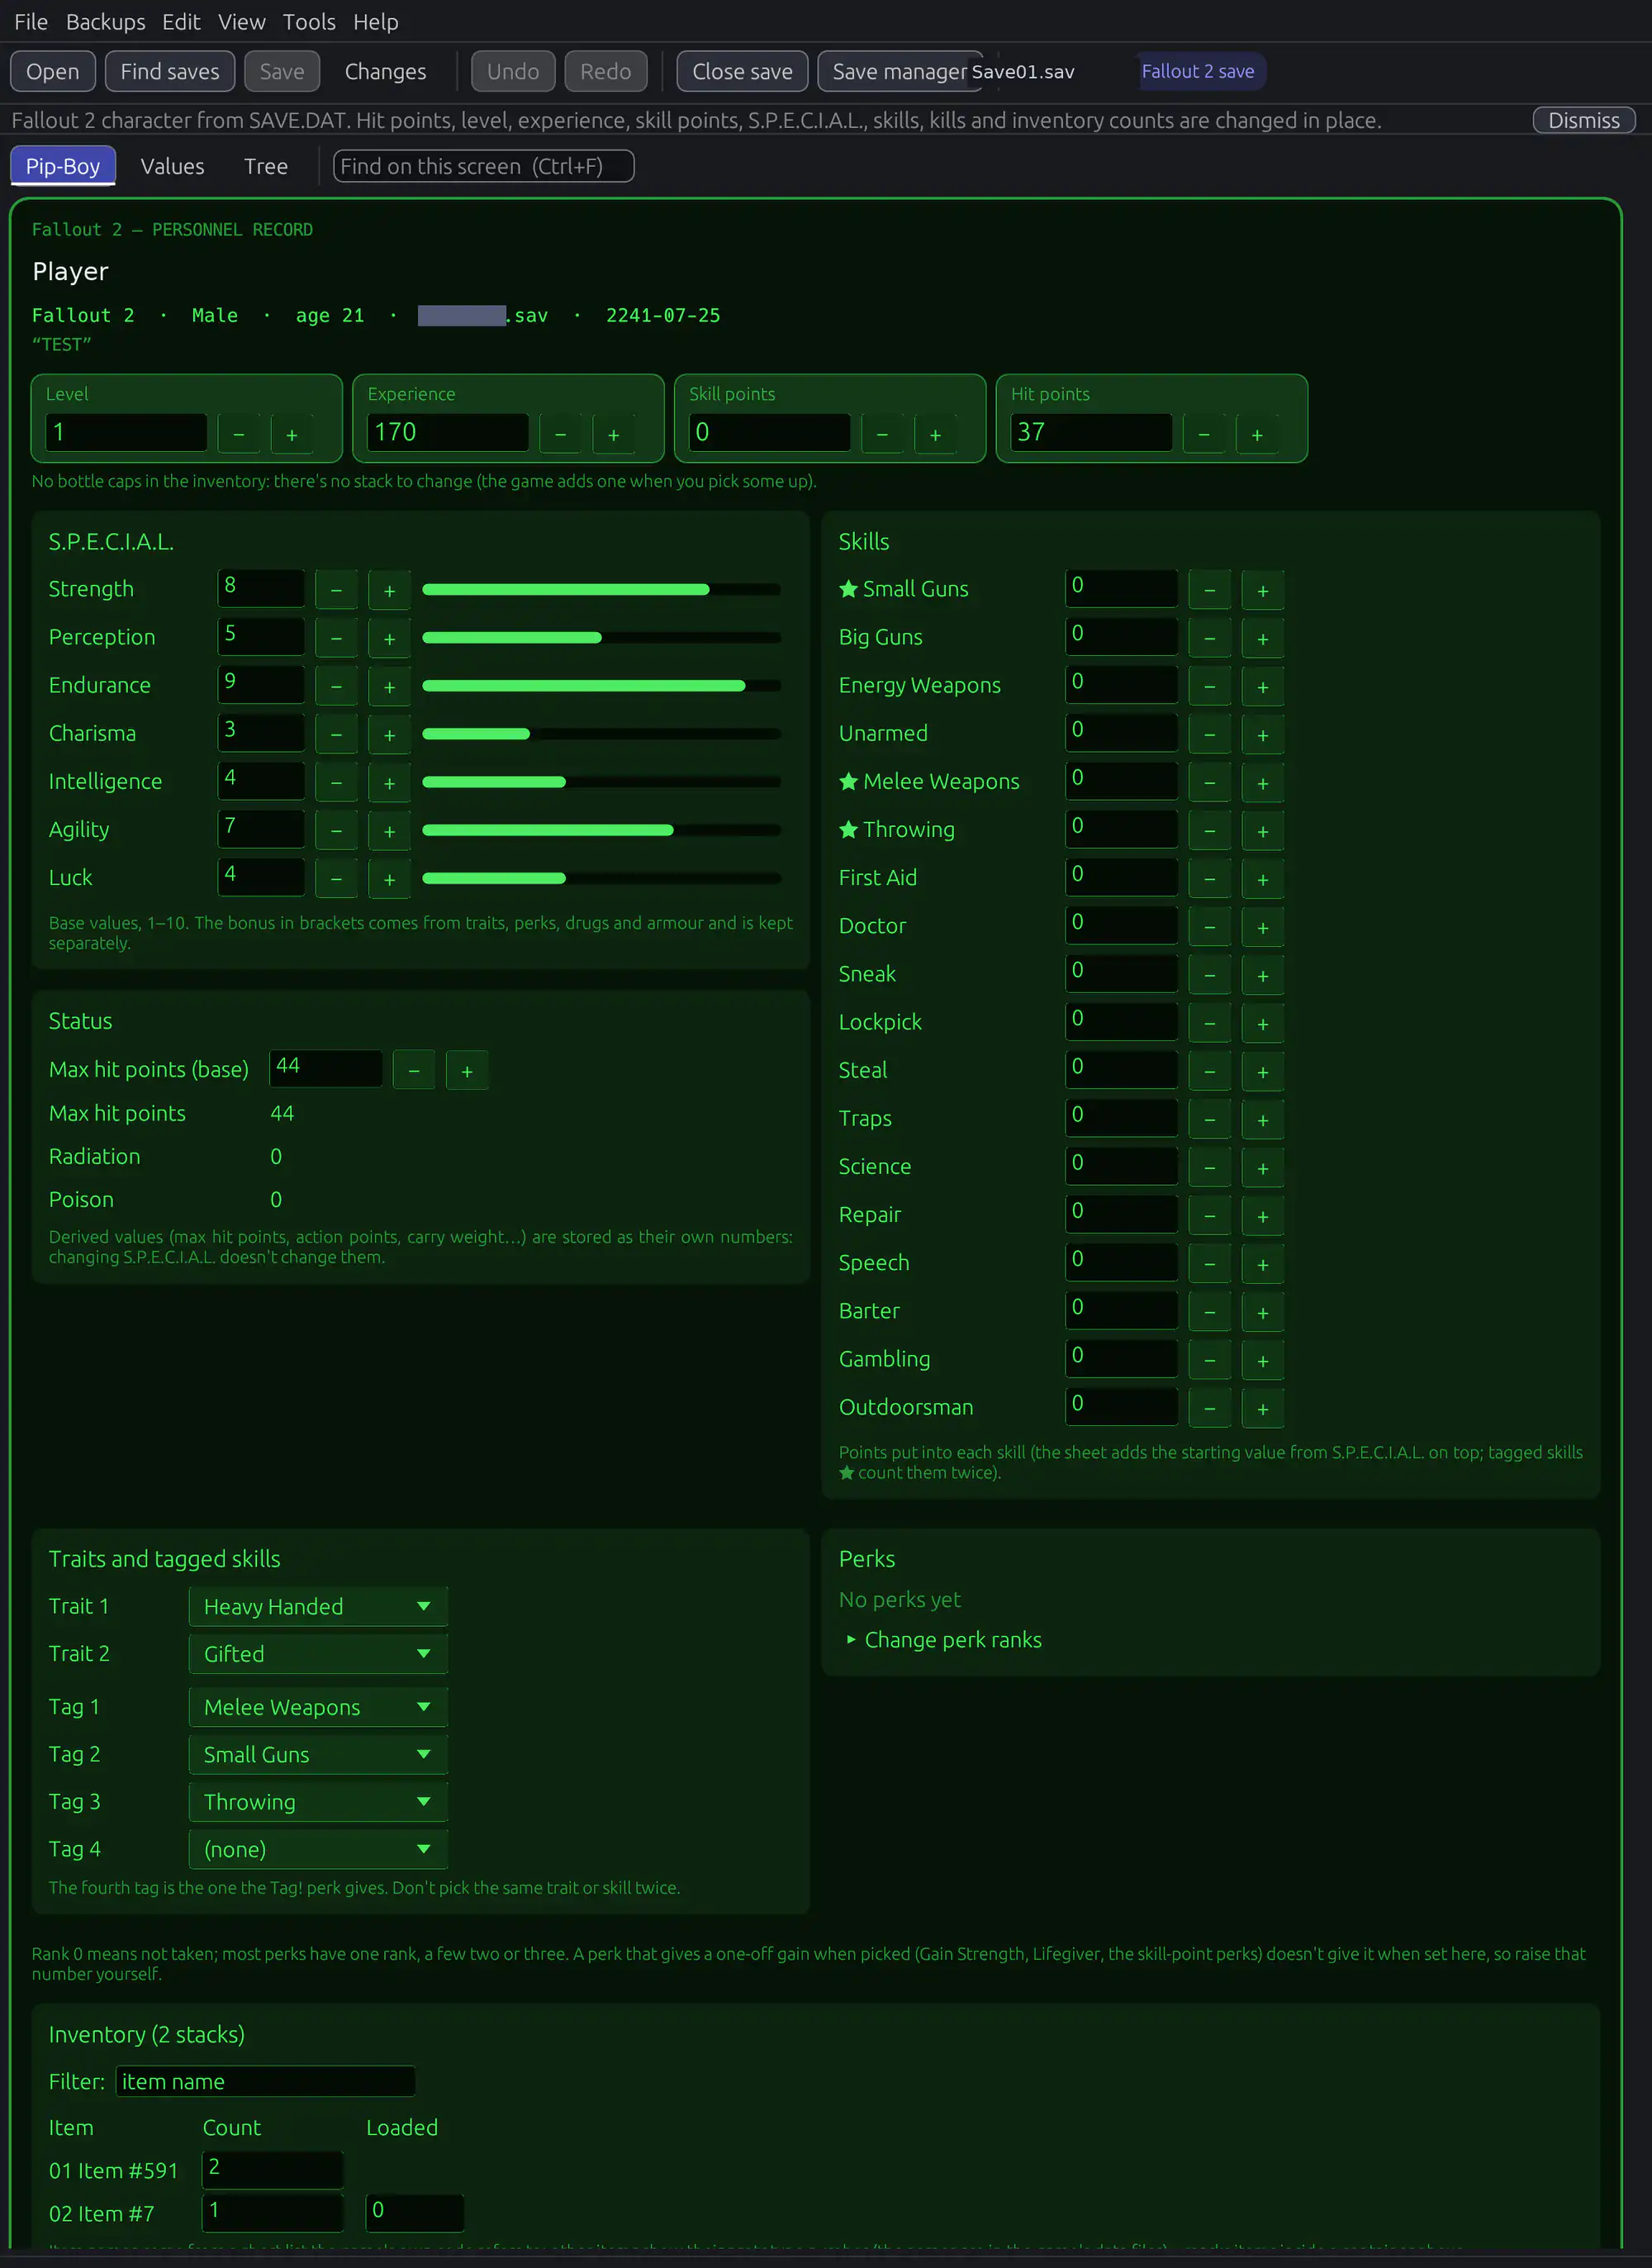 File Backups Edit View Tools Help
Open Find saves Save Changes Undo Redo Close save Save manager Save01.sav Fallout 2 save
Fallout 2 character from SAVE.DAT. Hit points, level, experience, skill points, S.P.E.C.I.A.L., skills, kills and inventory counts are changed in place. Dismiss
Pip-Boy Values Tree Find on this screen (Ctrl+F)
Fallout 2 — PERSONNEL RECORD
Player
Fallout 2 · Male · age 21 · .sav · 2241-07-25
“TEST”
Level Experience Skill points Hit points
1 − + 170 − + 0 − + 37 − +
No bottle caps in the inventory: there's no stack to change (the game adds one when you pick some up).
S.P.E.C.I.A.L.
Strength 8 − +
Perception 5 − +
Endurance 9 − +
Charisma 3 − +
Intelligence 4 − +
Agility 7 − +
Luck 4 − +
Base values, 1–10. The bonus in brackets comes from traits, perks, drugs and armour and is kept
separately.
Status
Max hit points (base) 44 − +
Max hit points 44
Radiation 0
Poison 0
Derived values (max hit points, action points, carry weight…) are stored as their own numbers:
changing S.P.E.C.I.A.L. doesn't change them.
Skills
★ Small Guns 0 − +
Big Guns 0 − +
Energy Weapons 0 − +
Unarmed 0 − +
★ Melee Weapons 0 − +
★ Throwing 0 − +
First Aid 0 − +
Doctor 0 − +
Sneak 0 − +
Lockpick 0 − +
Steal 0 − +
Traps 0 − +
Science 0 − +
Repair 0 − +
Speech 0 − +
Barter 0 − +
Gambling 0 − +
Outdoorsman 0 − +
Points put into each skill (the sheet adds the starting value from S.P.E.C.I.A.L. on top; tagged skills
★ count them twice).
Traits and tagged skills
Trait 1 Heavy Handed
Trait 2 Gifted
Tag 1 Melee Weapons
Tag 2 Small Guns
Tag 3 Throwing
Tag 4 (none)
The fourth tag is the one the Tag! perk gives. Don't pick the same trait or skill twice.
Perks
No perks yet
Change perk ranks
Rank 0 means not taken; most perks have one rank, a few two or three. A perk that gives a one-off gain when picked (Gain Strength, Lifegiver, the skill-point perks) doesn't give it when set here, so raise that
number yourself.
Inventory (2 stacks)
Filter: item name
Item Count Loaded
01 Item #591 2
02 Item #7 1 0